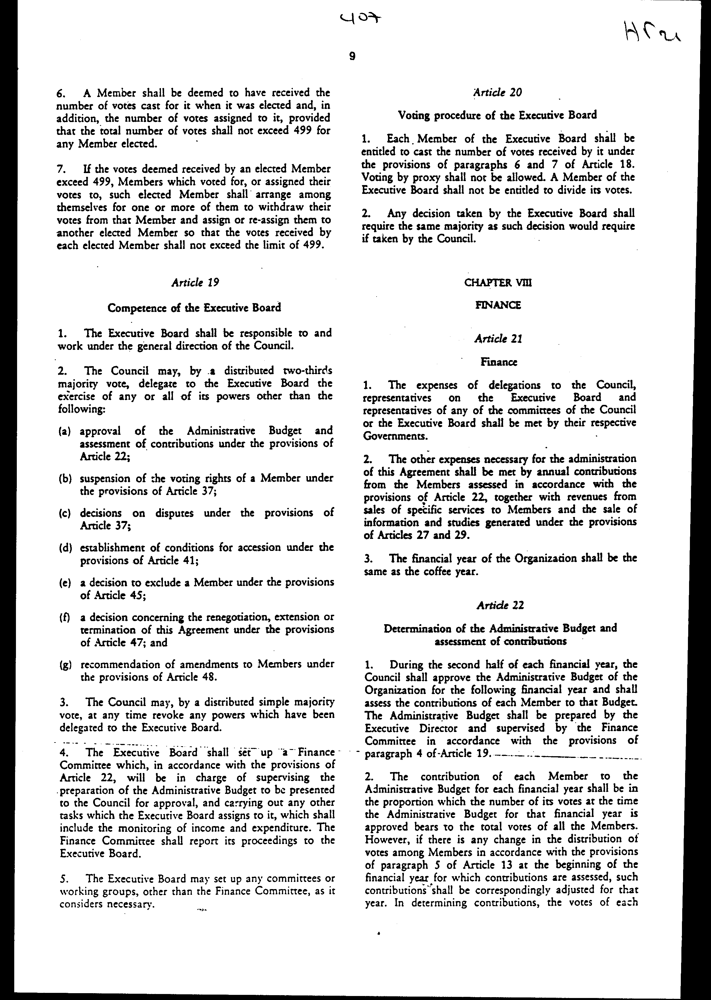 407
9
6. A Member shall be deemed to have received the
number of votes cast for it when it was elected and, in
addition, the number of votes assigned to it, provided
that the total number of votes shall not exceed 499 for
any Member elected.
7. If the votes deemed received by an elected Member
exceed 499, Members which voted for, or assigned their
votes to, such elected Member shall arrange among
themselves for one or more of them to withdraw their
votes from that Member and assign or re-assign them to
another elected Member so that the votes received by
each elected Member shall not exceed the limit of 499.
Article 19
Competence of the Executive Board
1. The Executive Board shall be responsible to and
work under the general direction of the Council.
2. The Council may, by a distributed two-thirds
majority vote, delegate to the Executive Board the
exercise of any or all of its powers other than the
following:
(a) approval of the Administrative Budget and
assessment of contributions under the provisions of
Article 22;
(b) suspension of the voting rights of a Member under
the provisions of Article 37;
(c) decisions on disputes under the provisions of
Article 37;
(d) establishment of conditions for accession under the
provisions of Article 41;
(e) a decision to exclude a Member under the provisions
of Article 45;
(f) a decision concerning the renegotiation, extension or
termination of this Agreement under the provisions
of Article 47; and
(g) recommendation of amendments to Members under
the provisions of Article 48.
3. The Council may, by a distributed simple majority
vote, at any time revoke any powers which have been
delegated to the Executive Board.
4. The Executive Board shall set up a Finance
Committee which, in accordance with the provisions of
Article 22, will be in charge of supervising the
preparation of the Administrative Budget to be presented
to the Council for approval, and carrying out any other
tasks which the Executive Board assigns to it, which shall
include the monitoring of income and expenditure. The
Finance Committee shall report its proceedings to the
Executive Board.
5. The Executive Board may set up any committees or
working groups, other than the Finance Committee, as it
considers necessary.
Article 20
Voting procedure of the Executive Board
1. Each Member of the Executive Board shall be
entitled to cast the number of votes received by it under
the provisions of paragraphs 6 and 7 of Article 18.
Voting by proxy shall not be allowed. A Member of the
Executive Board shall not be entitled to divide its votes.
2. Any decision taken by the Executive Board shall
require the same majority as such decision would require
if taken by the Council.
CHAPTER VIII
FINANCE
Article 21
Finance
1. The expenses of delegations to the Council,
representatives on the Executive Board and
representatives of any of the committees of the Council
or the Executive Board shall be met by their respective
Governments.
2. The other expenses necessary for the administration
of this Agreement shall be met by annual contributions
from the Members assessed in accordance with the
provisions of Article 22, together with revenues from
sales of specific services to Members and the sale of
information and studies generated under the provisions
of Articles 27 and 29.
3. The financial year of the Organization shall be the
same as the coffee year.
Article 22
Determination of the Administrative Budget and
assessment of contributions
1. During the second half of each financial year, the
Council shall approve the Administrative Budget of the
Organization for the following financial year and shall
assess the contributions of each Member to that Budget.
The Administrative Budget shall be prepared by the
Executive Director and supervised by the Finance
Committee in accordance with the provisions of
paragraph 4 of Article 19.
2. The contribution of each Member to the
Administrative Budget for each financial year shall be in
the proportion which the number of its votes at the time
the Administrative Budget for that financial year is
approved bears to the total votes of all the Members.
However, if there is any change in the distribution of
votes among Members in accordance with the provisions
of paragraph 5 of Article 13 at the beginning of the
financial year for which contributions are assessed, such
contributions shall be correspondingly adjusted for that
year. In determining contributions, the votes of each